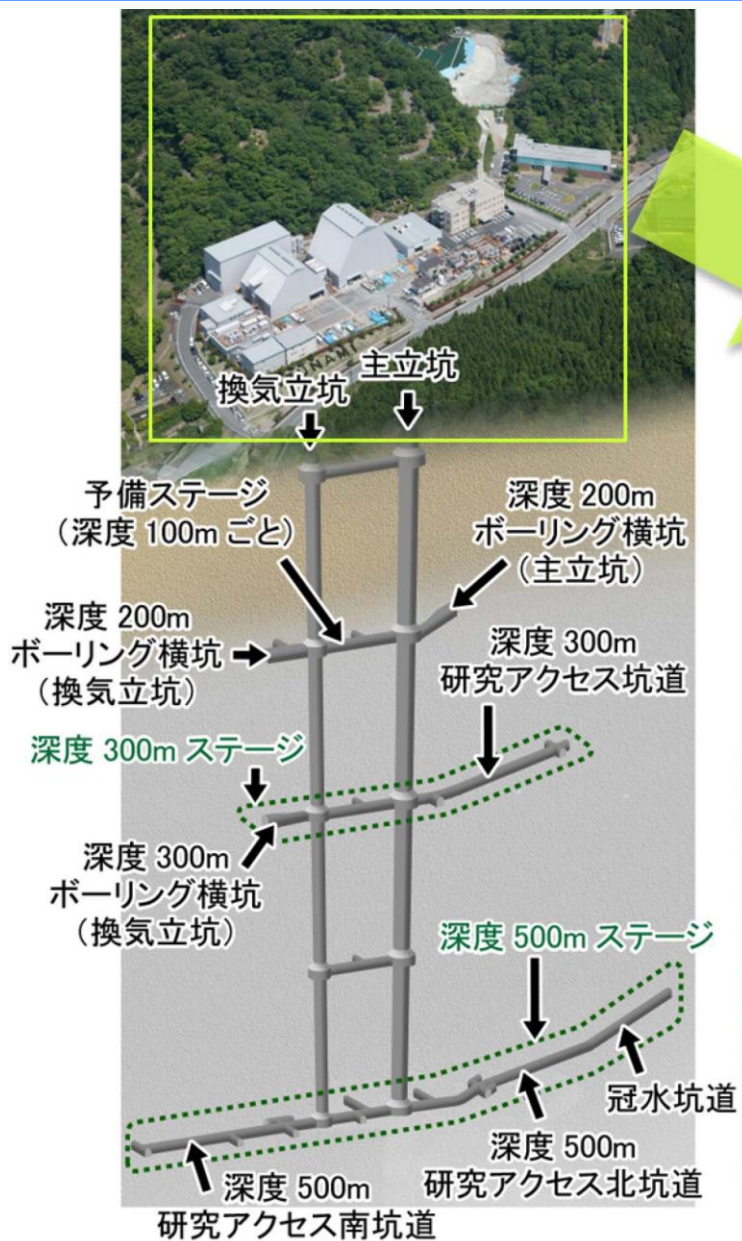 換気立坑
主立坑
予備ステージ
（深度 100m ごと）
深度 200m
ボーリング横坑
（主立坑）
深度 200m
ボーリング横坑
（換気立坑）
深度 300m
研究アクセス坑道
深度 300m ステージ
深度 300m
ボーリング横坑
（換気立坑）
深度 500m ステージ
冠水坑道
深度 500m
研究アクセス北坑道
深度 500m
研究アクセス南坑道